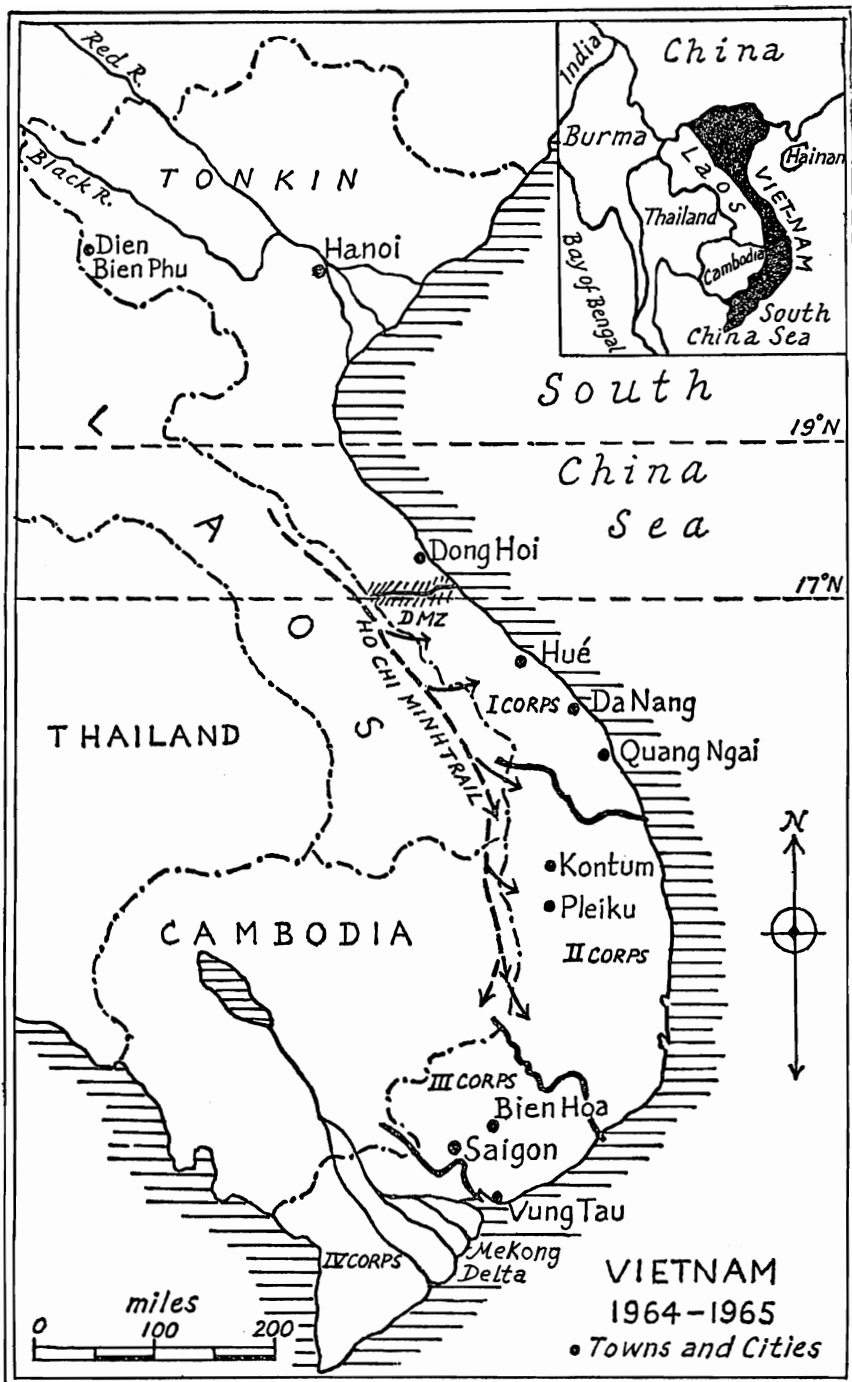 Red R.
Black R.
TONKIN
Dien
Bien Phu
Hanoi
China
India
Burma
Laos
Hainan
VIET-NAM
Thailand
Cambodia
Bay of Bengal
South
China Sea
South
19°N
China
Sea
LAOS
Dong Hoi
17°N
DMZ
HO CHI MINH TRAIL
Hué
I CORPS
Da Nang
THAILAND
Quang Ngai
N
Kontum
Pleiku
CAMBODIA
II CORPS
III CORPS
Bien Hoa
Saigon
Vung Tau
IV CORPS
MeKong
Delta
miles
0 100 200
VIETNAM
1964-1965
Towns and Cities